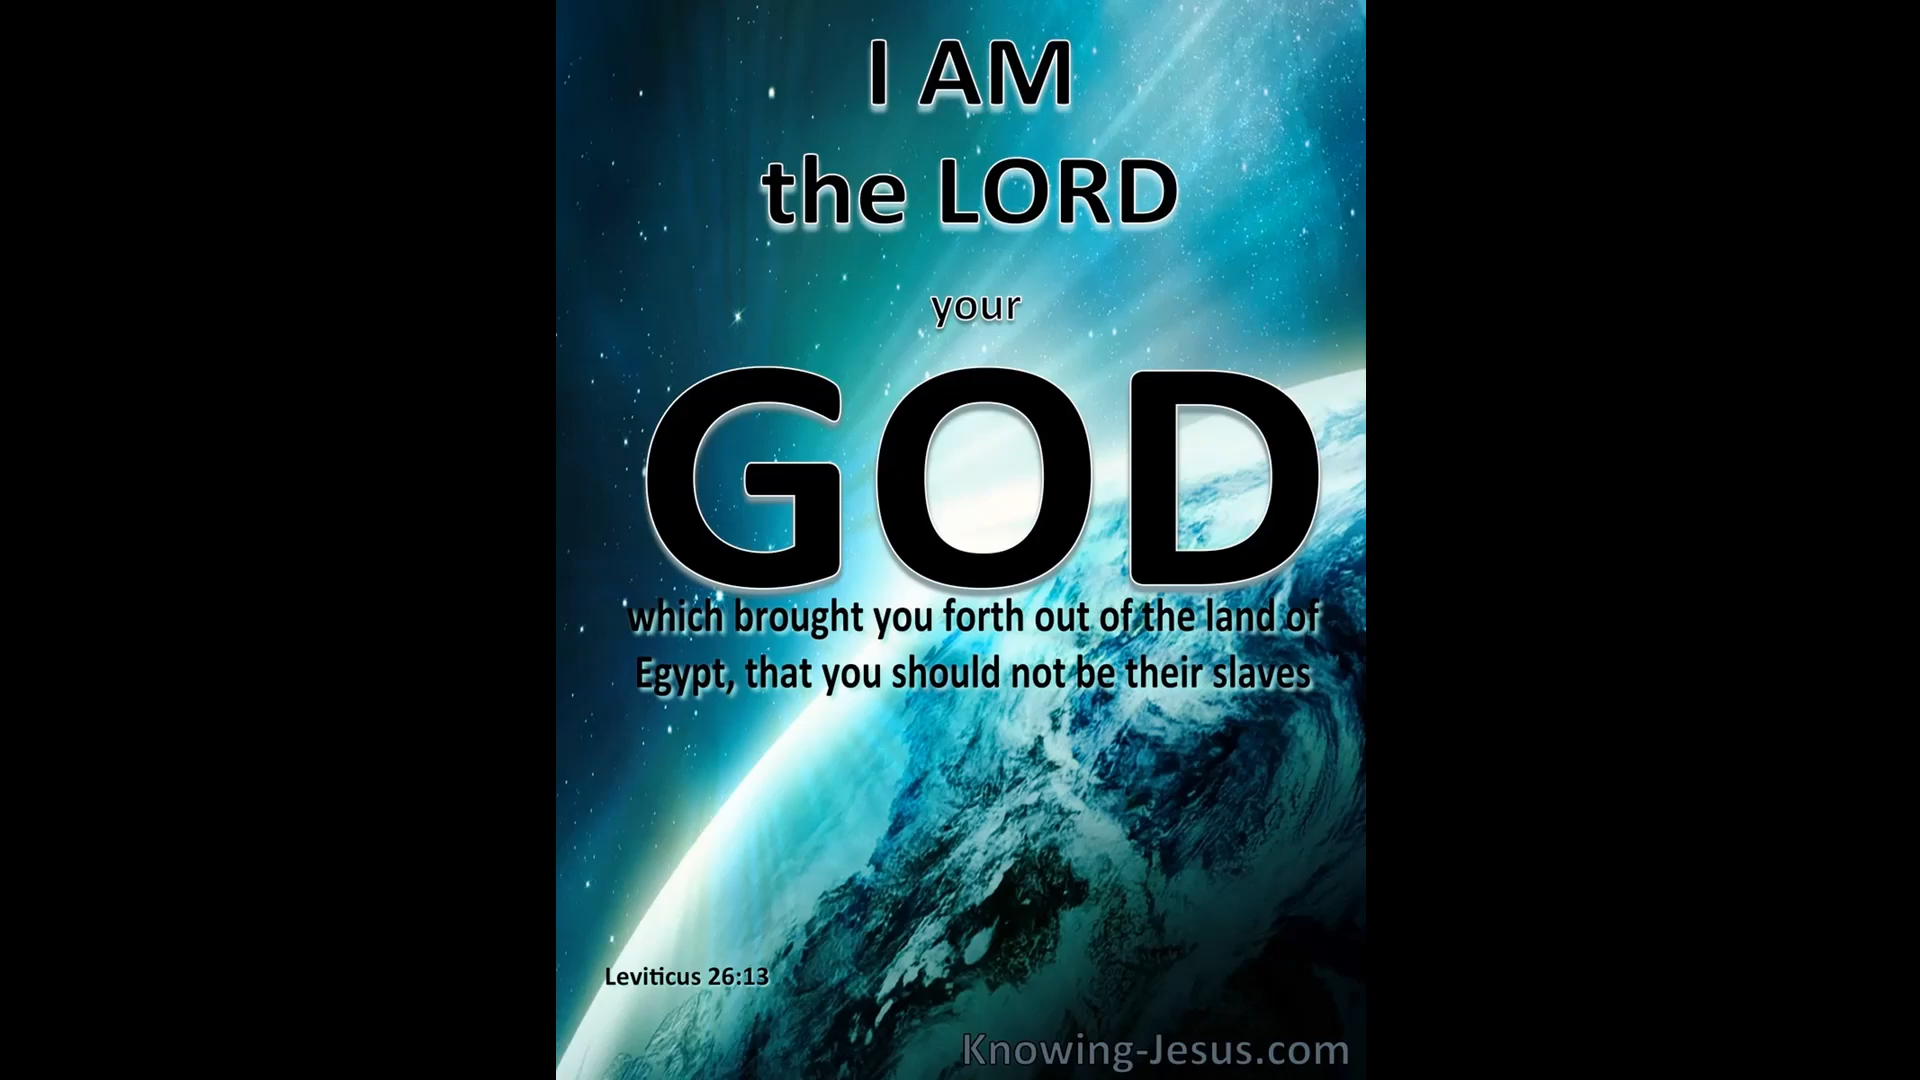 I AM
the LORD
your
GOD
which brought you forth out of the land of
Egypt, that you should not be their slaves
Leviticus 26:13
Knowing-Jesus.com